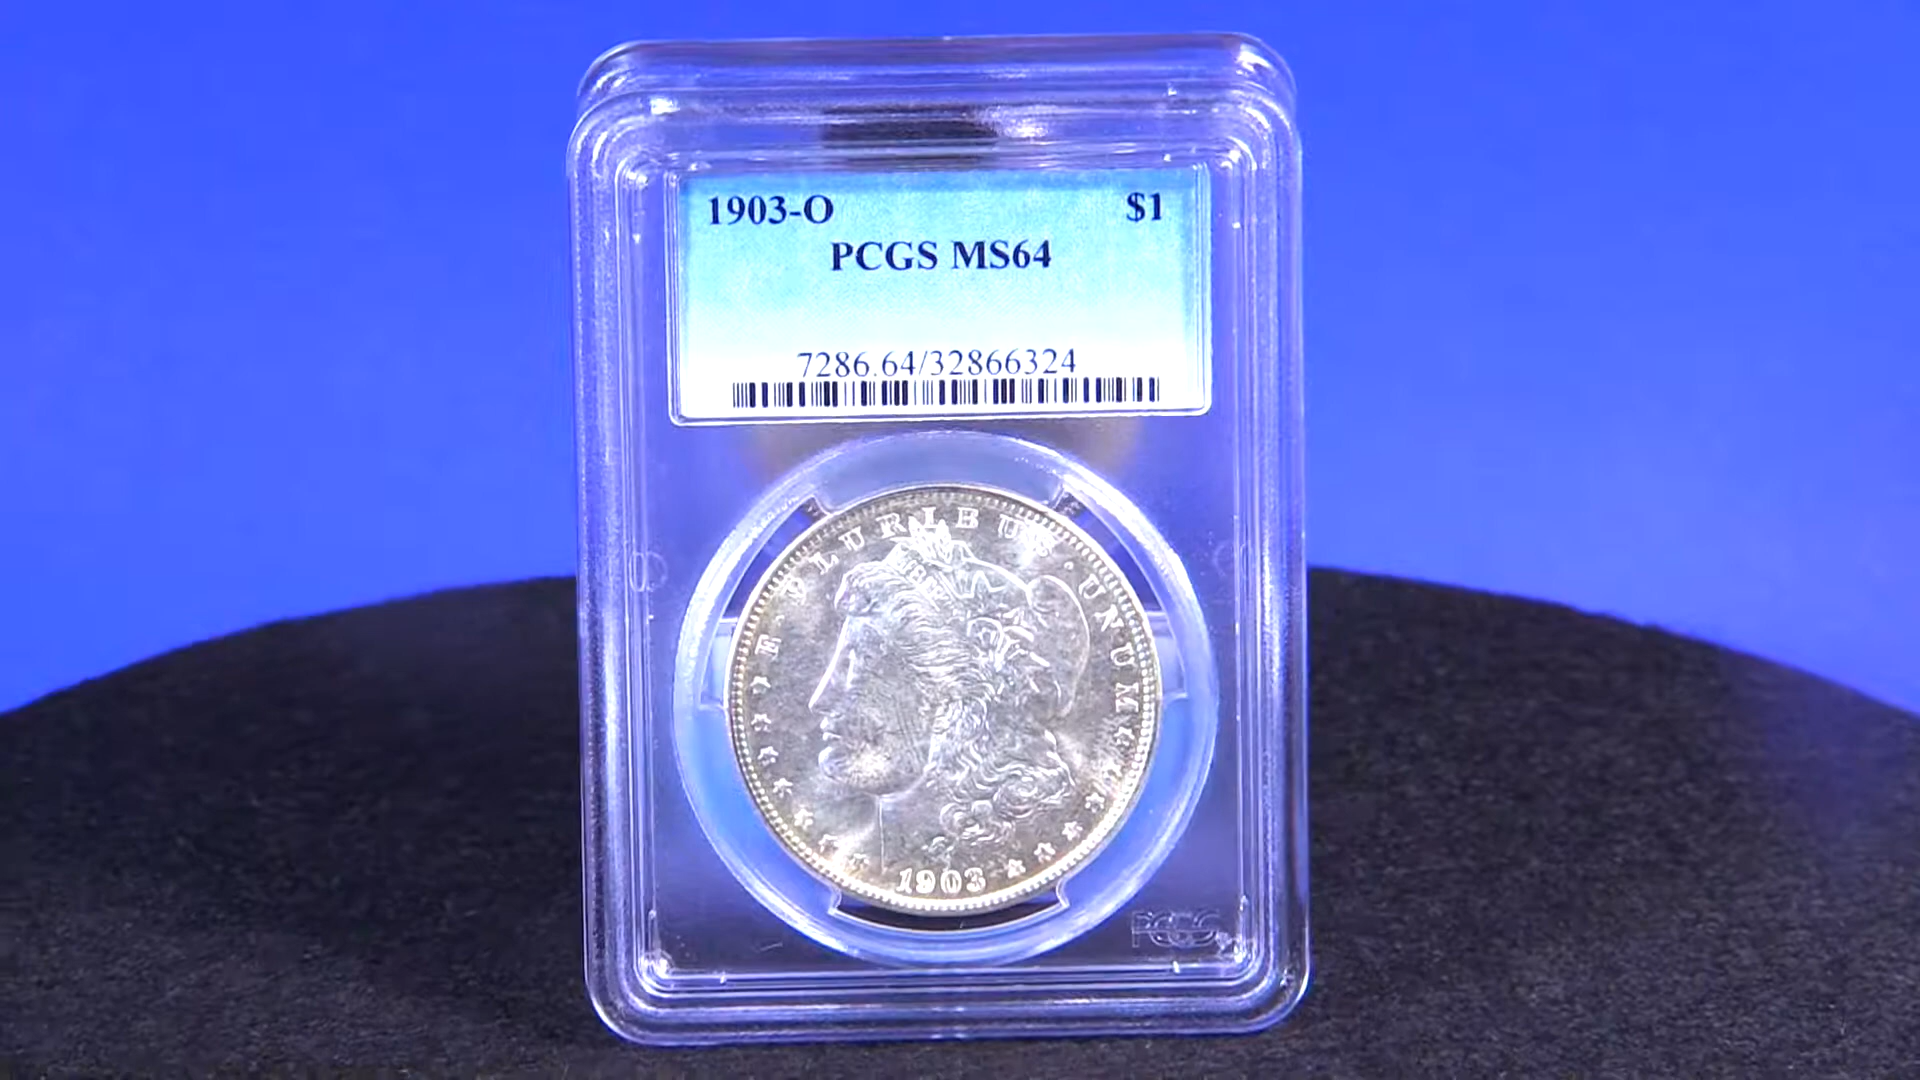 1903-O $1
PCGS MS64
7286.64/32866324
E · PLURIBUS · UNUM
1903
PCGS